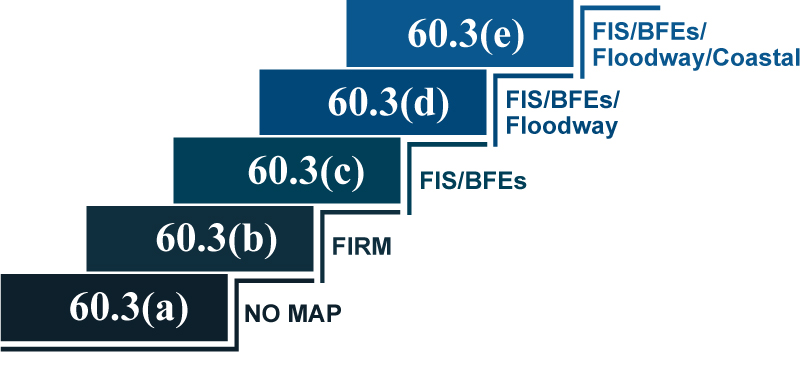 60.3(e)
FIS/BFEs/
Floodway/Coastal
60.3(d)
FIS/BFEs/
Floodway
60.3(c)
FIS/BFEs
60.3(b)
FIRM
60.3(a)
NO MAP